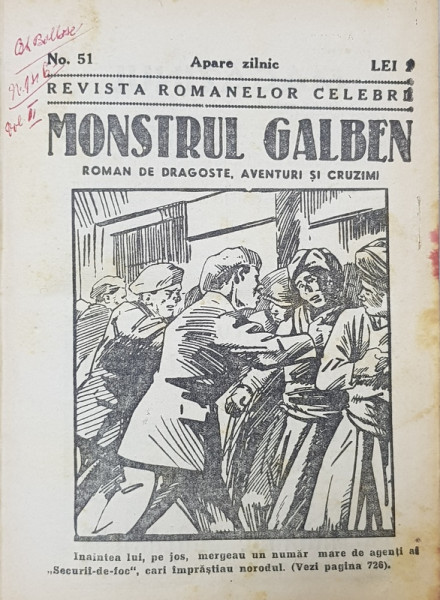 No. 51 Apare zilnic LEI
REVISTA ROMANELOR CELEBRE
MONSTRUL GALBEN
ROMAN DE DRAGOSTE, AVENTURI ȘI CRUZIMI
Inaintea lui, pe jos, mergeau un număr mare de agenți ai
„Securii-de-foc“, cari împrăștiau norodul. (Vezi pagina 726).